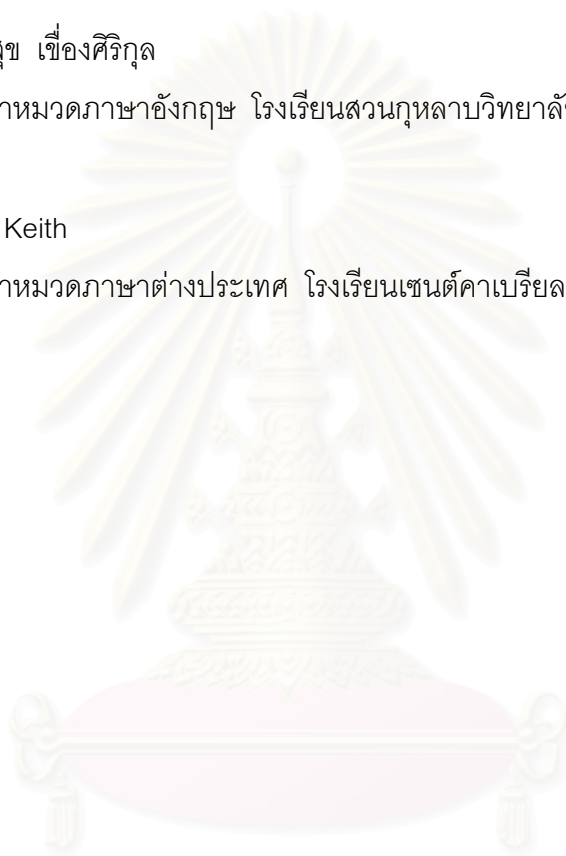 สุข เขื่องศิริกุล
าหมวดภาษาอังกฤษ โรงเรียนสวนกุหลาบวิทยาลัย
Keith
าหมวดภาษาต่างประเทศ โรงเรียนเซนต์คาเบรียล